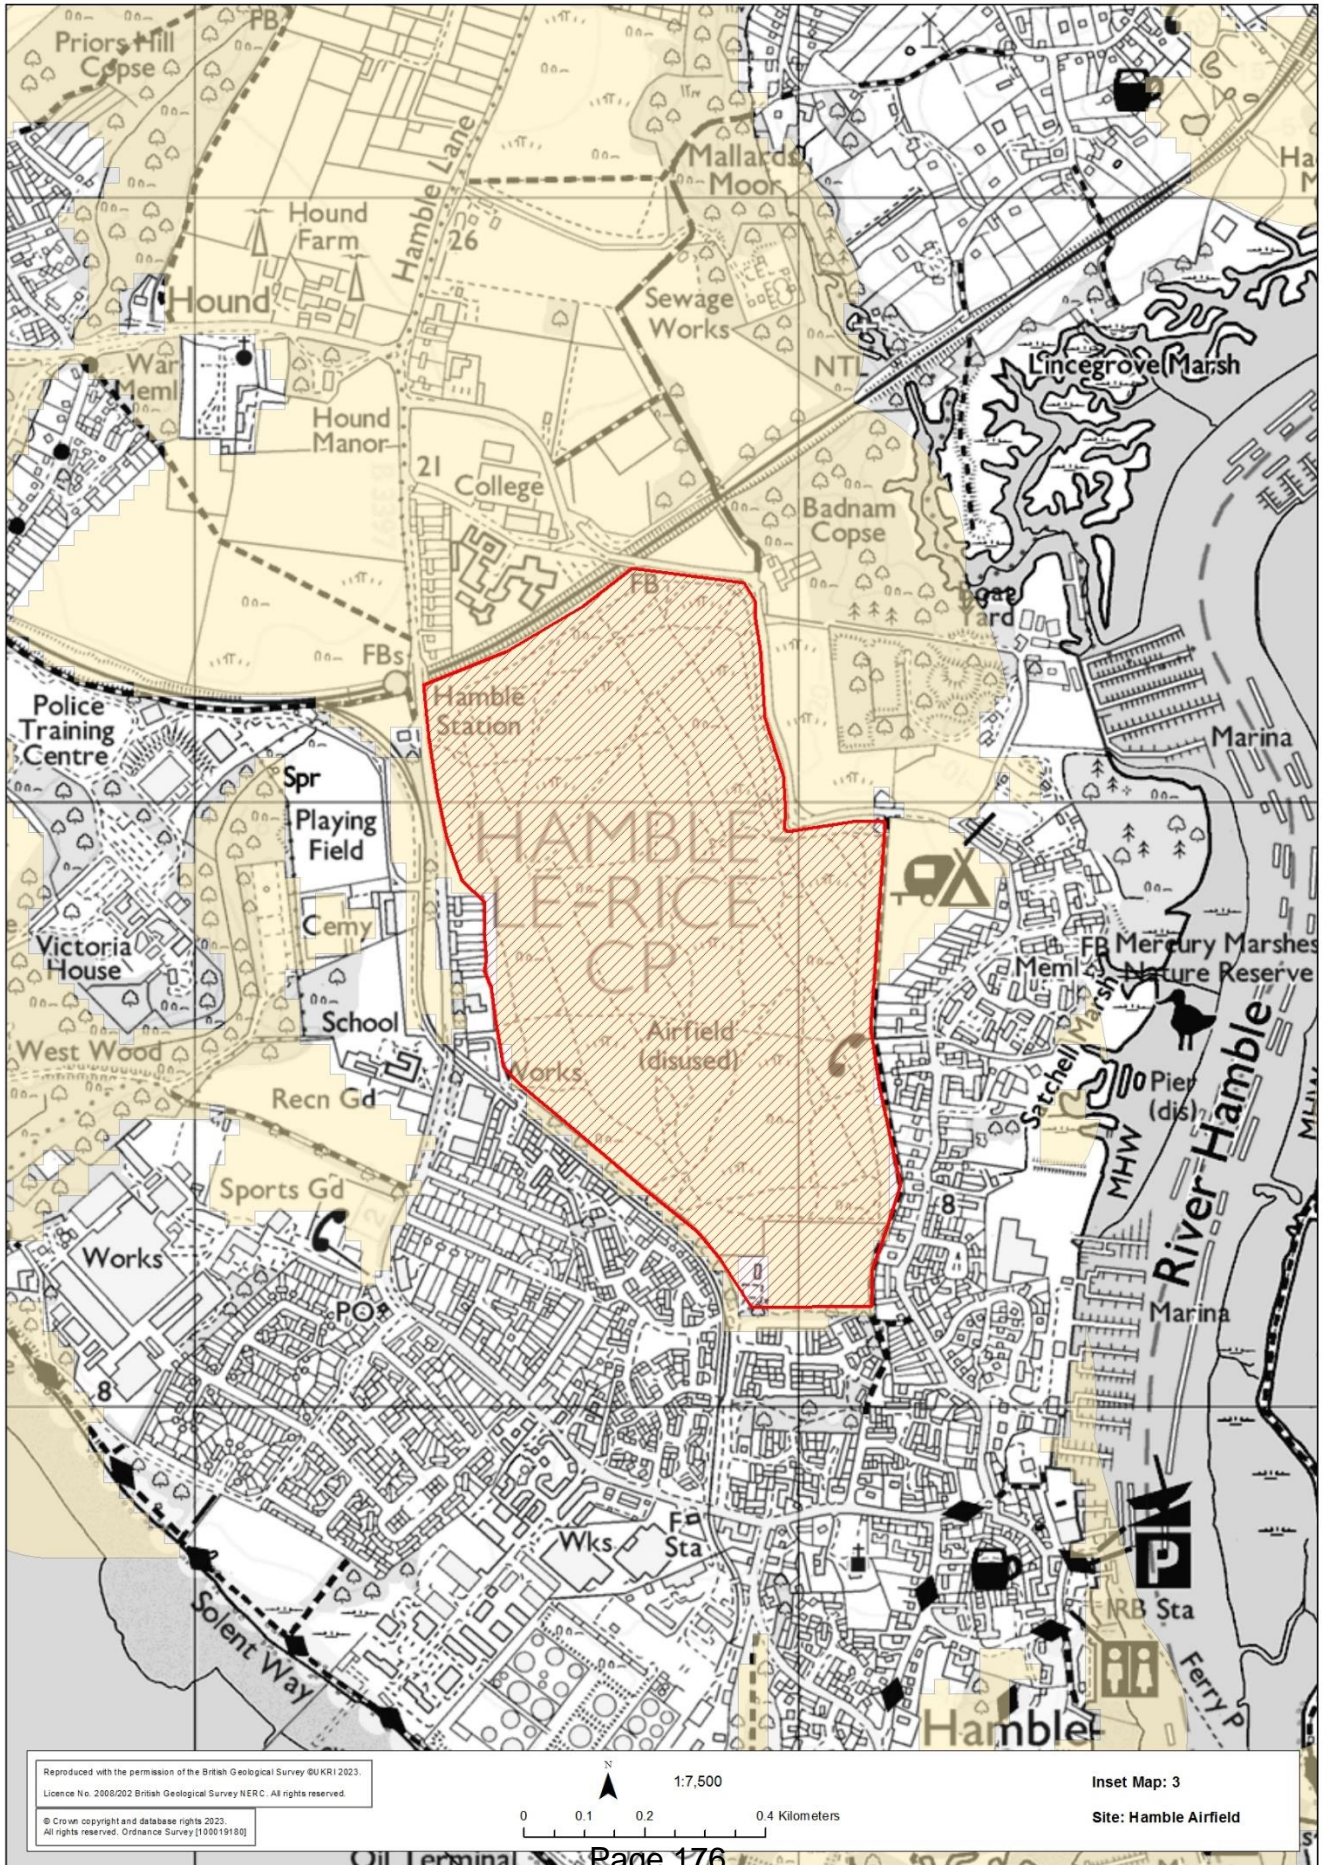 FB
Priors Hill
Copse
Hamble Lane
Mallards
Moor
Hound
Farm
26
Hound
Sewage
Works
War
Meml
NTL
Lincegrove Marsh
Hound
Manor
21
College
Badnam
Copse
FB
Boat
Yard
FBs
Hamble
Station
Police
Training
Centre
Marina
Spr
Playing
Field
HAMBLE-
LE-RICE
CP
Cemy
Victoria
House
FB
Mercury Marshes
Nature Reserve
Meml
Satchell Marsh
School
Airfield
(disused)
West Wood
Works
Recn Gd
Pier
(dis)
River Hamble
MHW
MHW
Sports Gd
8
Works
PO
Marina
8
Wks
F Sta
P
IRB Sta
Solent Way
Ferry P
Hamble-
Reproduced with the permission of the British Geological Survey ©UKRI 2023.
Licence No. 2008/202 British Geological Survey NERC. All rights reserved.
© Crown copyright and database rights 2023.
All rights reserved. Ordnance Survey [100019180]
N
1:7,500
0 0.1 0.2 0.4 Kilometers
Inset Map: 3
Site: Hamble Airfield
Page 176
Oil Terminal